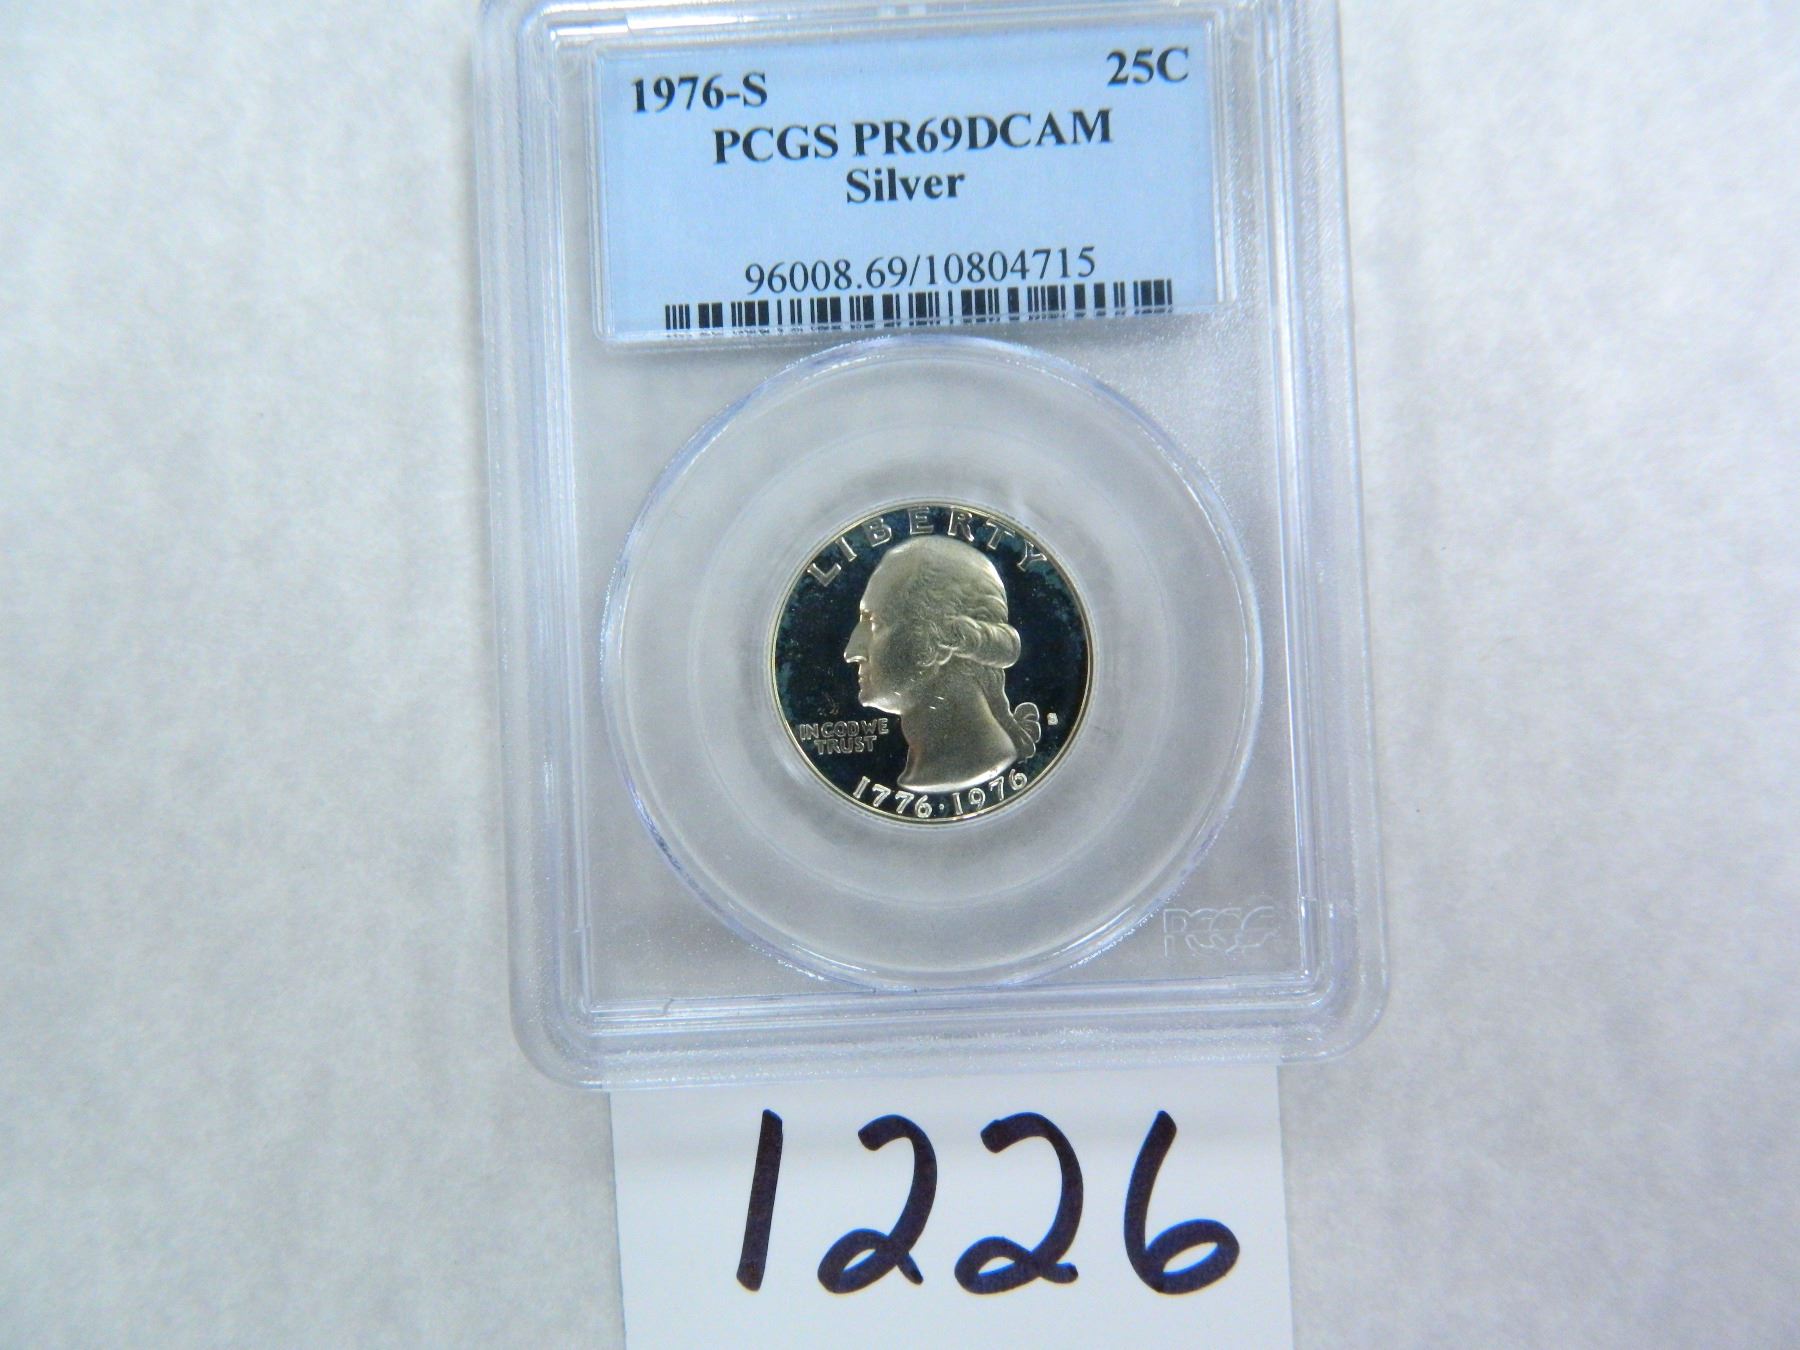 1976-S 25C
PCGS PR69DCAM
Silver
96008.69/10804715
LIBERTY
IN GOD WE
TRUST
S
1776·1976
PCGS
1226